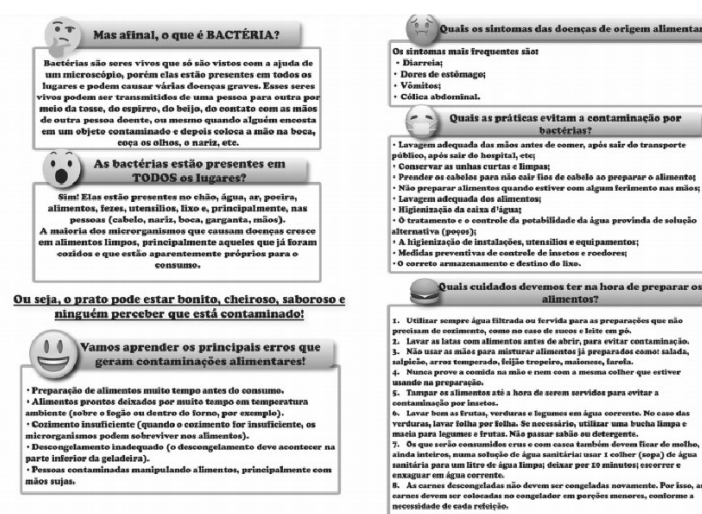 Mas afinal, o que é BACTÉRIA?
Bactérias são seres vivos que só são vistos com a ajuda de
um microscópio, porém elas estão presentes em todos os
lugares e podem causar várias doenças graves. Esses seres
vivos podem ser transmitidos de uma pessoa para outra por
meio da tosse, do espirro, do beijo, do contato com as mãos
de outra pessoa doente, ou mesmo quando alguém encosta
em um objeto contaminado e depois coloca a mão na boca,
coça os olhos, o nariz, etc.
As bactérias estão presentes em
TODOS os lugares?
Sim! Elas estão presentes no chão, água, ar, poeira,
alimentos, fezes, utensílios, lixo e, principalmente, nas
pessoas (cabelo, nariz, boca, garganta, mãos).
A maioria dos microrganismos que causam doenças cresce
em alimentos limpos, principalmente aqueles que já foram
cozidos e que estão aparentemente próprios para o
consumo.
Ou seja, o prato pode estar bonito, cheiroso, saboroso e
ninguém perceber que está contaminado!
Vamos aprender os principais erros que
geram contaminações alimentares!
• Preparação de alimentos muito tempo antes do consumo.
• Alimentos prontos deixados por muito tempo em temperatura
ambiente (sobre o fogão ou dentro do forno, por exemplo).
• Cozimento insuficiente (quando o cozimento for insuficiente, os
microrganismos podem sobreviver nos alimentos).
• Descongelamento inadequado (o descongelamento deve acontecer na
parte inferior da geladeira).
• Pessoas contaminadas manipulando alimentos, principalmente com
mãos sujas.
Quais os sintomas das doenças de origem alimentar
Os sintomas mais frequentes são:
• Diarreia;
• Dores de estômago;
• Vômitos;
• Cólica abdominal.
Quais as práticas evitam a contaminação por
bactérias?
• Lavagem adequada das mãos antes de comer, após sair do transporte
público, após sair do hospital, etc;
• Conservar as unhas curtas e limpas;
• Prender os cabelos para não cair fios de cabelo ao preparar o alimento;
• Não preparar alimentos quando estiver com algum ferimento nas mãos;
• Lavagem adequada dos alimentos;
• Higienização da caixa d'água;
• O tratamento e o controle da potabilidade da água provinda de solução
alternativa (poços);
• A higienização de instalações, utensílios e equipamentos;
• Medidas preventivas de controle de insetos e roedores;
• O correto armazenamento e destino do lixo.
Quais cuidados devemos ter na hora de preparar os
alimentos?
1. Utilizar sempre água filtrada ou fervida para as preparações que não
precisam de cozimento, como no caso de sucos e leite em pó.
2. Lavar as latas com alimentos antes de abrir, para evitar contaminação.
3. Não usar as mãos para misturar alimentos já preparados como: salada,
salpicão, arroz temperado, feijão tropeiro, maionese, farofa.
4. Nunca prove a comida na mão e nem com a mesma colher que estiver
usando na preparação.
5. Tampar os alimentos até a hora de serem servidos para evitar a
contaminação por insetos.
6. Lavar bem as frutas, verduras e legumes em água corrente. No caso das
verduras, lavar folha por folha. Se necessário, utilizar uma bucha limpa e
macia para legumes e frutas. Não passar sabão ou detergente.
7. Os que serão consumidos crus e com casca também devem ficar de molho,
ainda inteiros, numa solução de água sanitária: usar 1 colher (sopa) de água
sanitária para um litro de água limpa; deixar por 10 minutos; escorrer e
enxaguar em água corrente.
8. As carnes descongeladas não devem ser congeladas novamente. Por isso, as
carnes devem ser colocadas no congelador em porções menores, conforme a
necessidade de cada refeição.